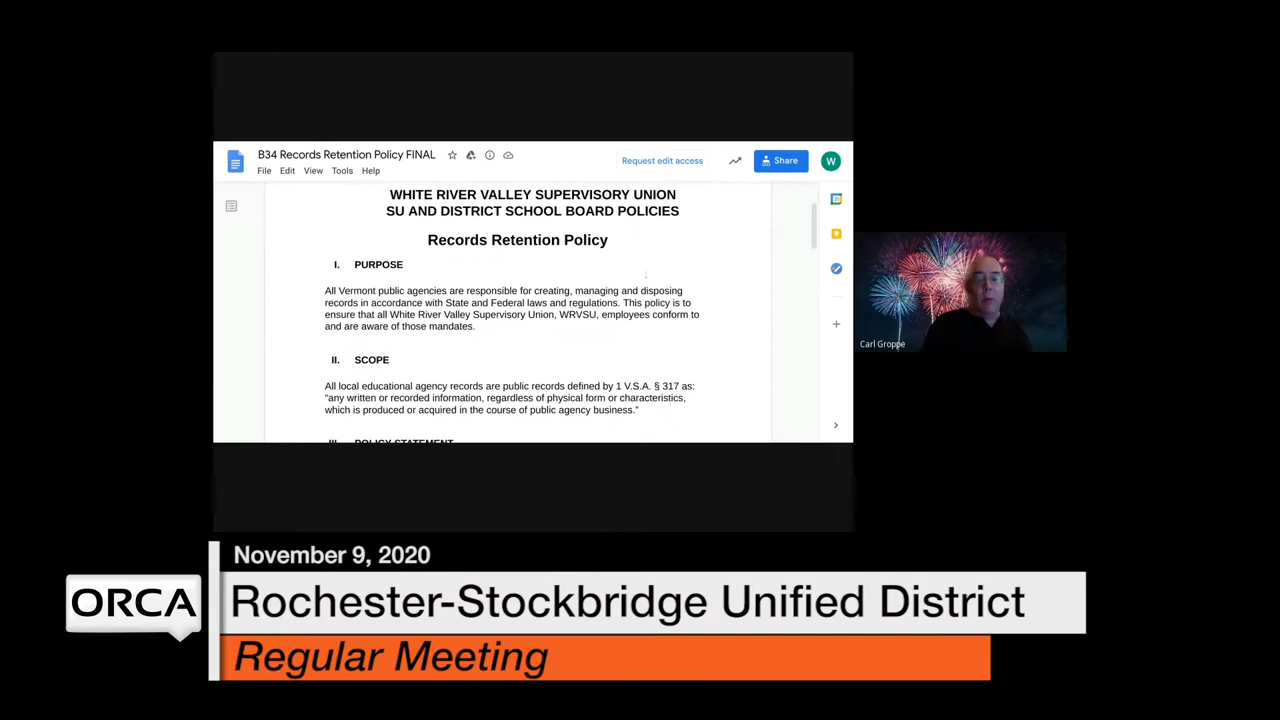 B34 Records Retention Policy FINAL
File Edit View Tools Help
Request edit access
Share
W
WHITE RIVER VALLEY SUPERVISORY UNION
SU AND DISTRICT SCHOOL BOARD POLICIES
Records Retention Policy
I. PURPOSE
All Vermont public agencies are responsible for creating, managing and disposing
records in accordance with State and Federal laws and regulations. This policy is to
ensure that all White River Valley Supervisory Union, WRVSU, employees conform to
and are aware of those mandates.
II. SCOPE
All local educational agency records are public records defined by 1 V.S.A. § 317 as:
“any written or recorded information, regardless of physical form or characteristics,
which is produced or acquired in the course of public agency business.”
III. POLICY STATEMENT
Carl Groppe
November 9, 2020
ORCA
Rochester-Stockbridge Unified District
Regular Meeting